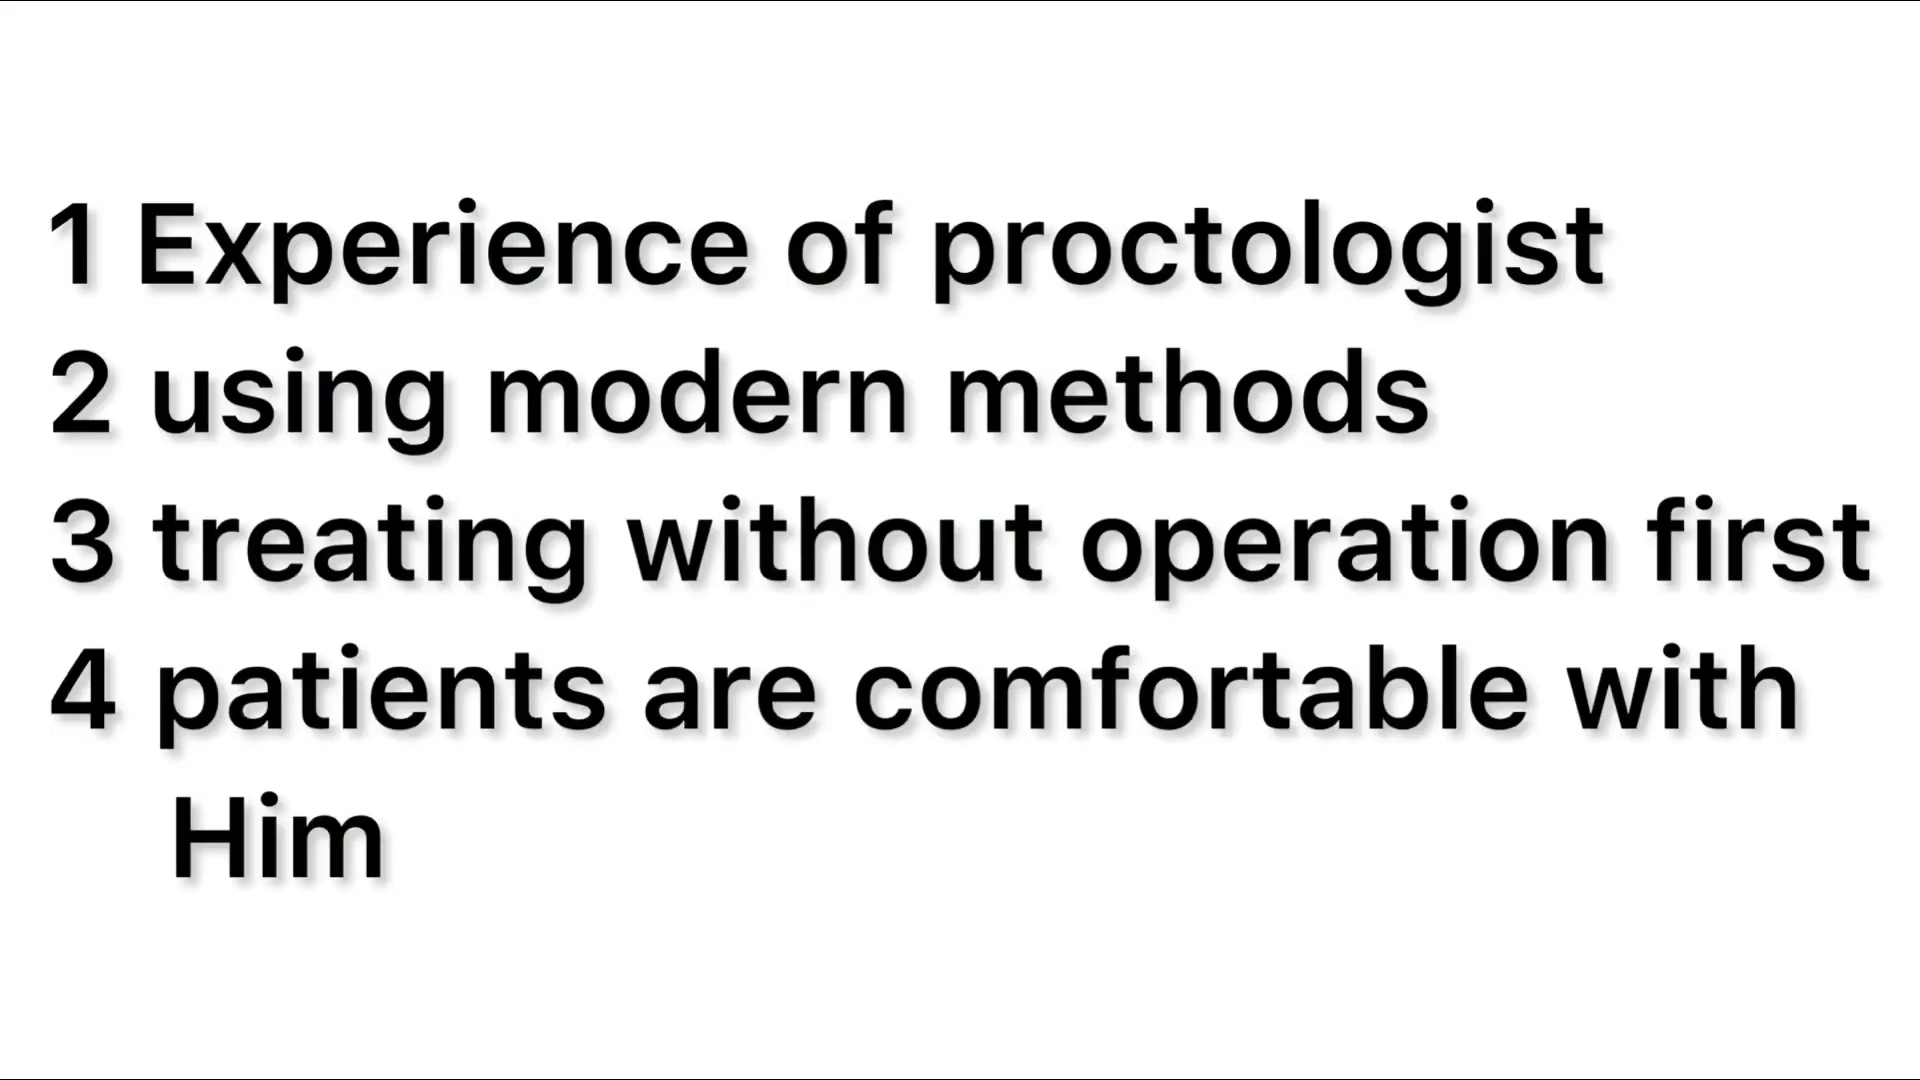 1 Experience of proctologist
2 using modern methods
3 treating without operation first
4 patients are comfortable with
Him